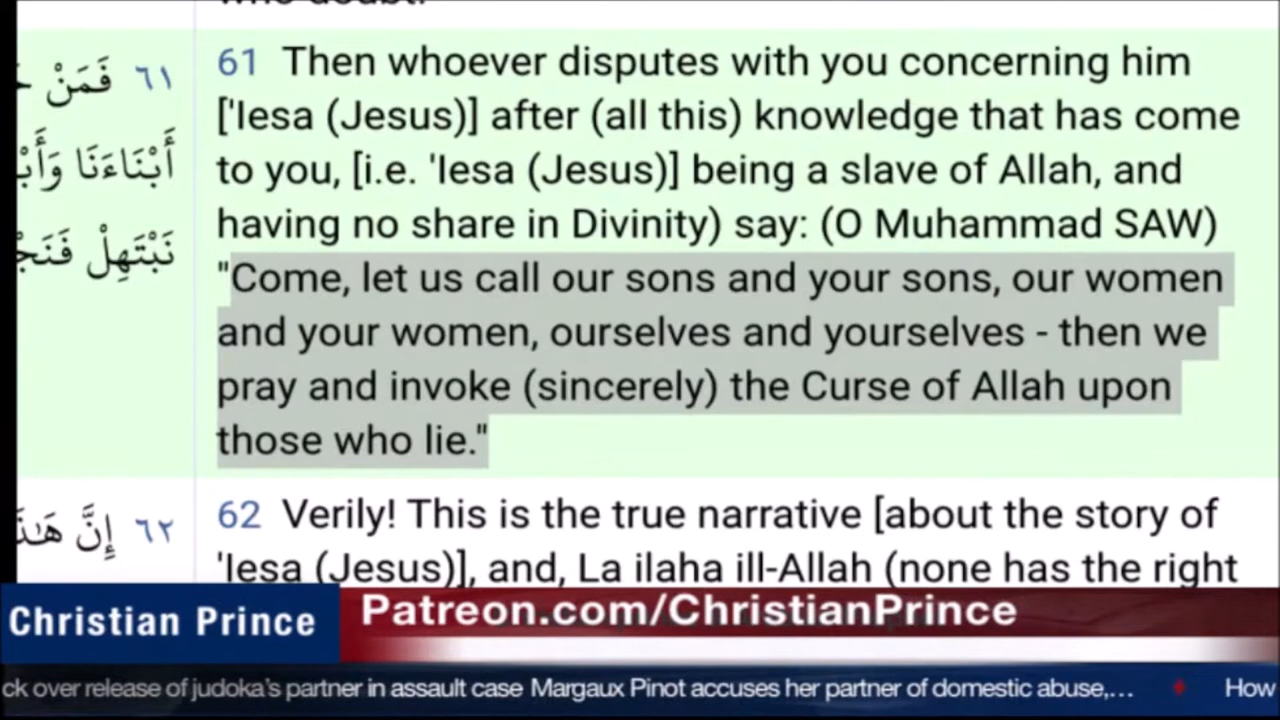 who doubt.
٦١ فَمَنْ
أَبْنَاءَنَا
نَبْتَهِلْ
61 Then whoever disputes with you concerning him
['Iesa (Jesus)] after (all this) knowledge that has come
to you, [i.e. 'Iesa (Jesus)] being a slave of Allah, and
having no share in Divinity) say: (O Muhammad SAW)
"Come, let us call our sons and your sons, our women
and your women, ourselves and yourselves - then we
pray and invoke (sincerely) the Curse of Allah upon
those who lie."
٦٢ إِنَّ
62 Verily! This is the true narrative [about the story of
'Iesa (Jesus)], and, La ilaha ill-Allah (none has the right
Christian Prince
Patreon.com/ChristianPrince
ck over release of judoka's partner in assault case Margaux Pinot accuses her partner of domestic abuse,... How